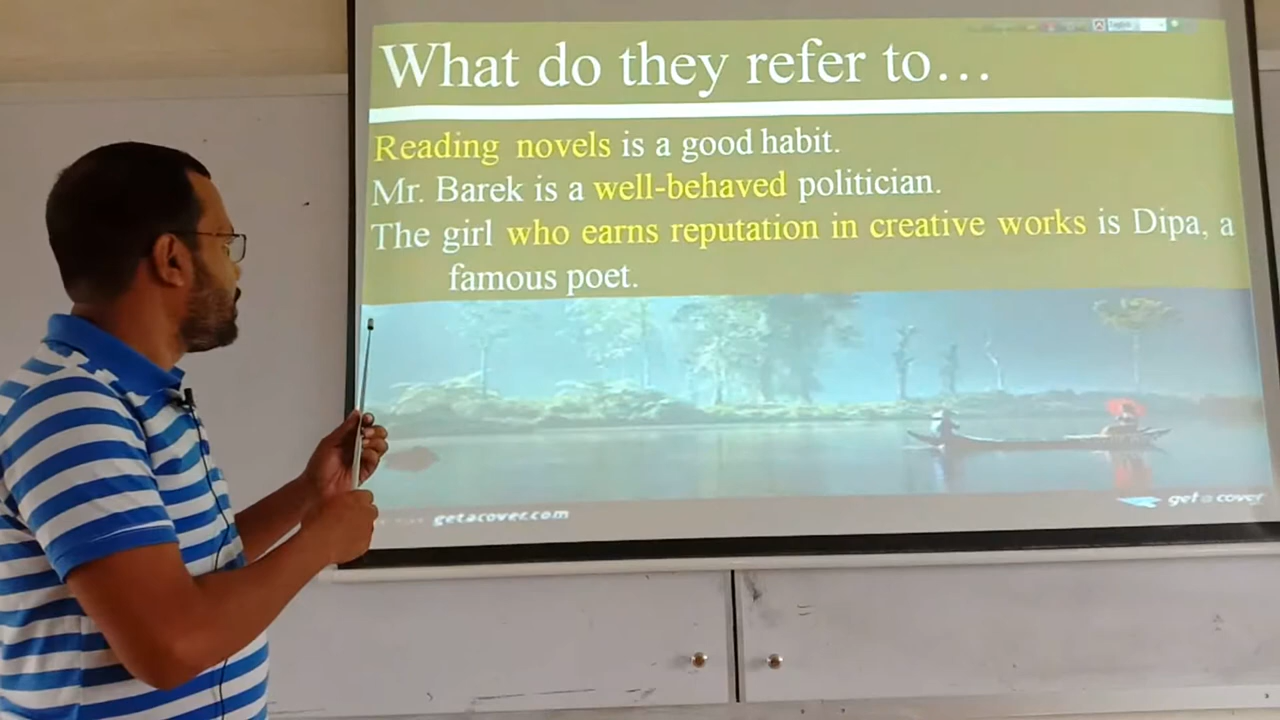 What do they refer to...
Reading novels is a good habit.
Mr. Barek is a well-behaved politician.
The girl who earns reputation in creative works is Dipa, a
famous poet.
getacover.com
get a cover